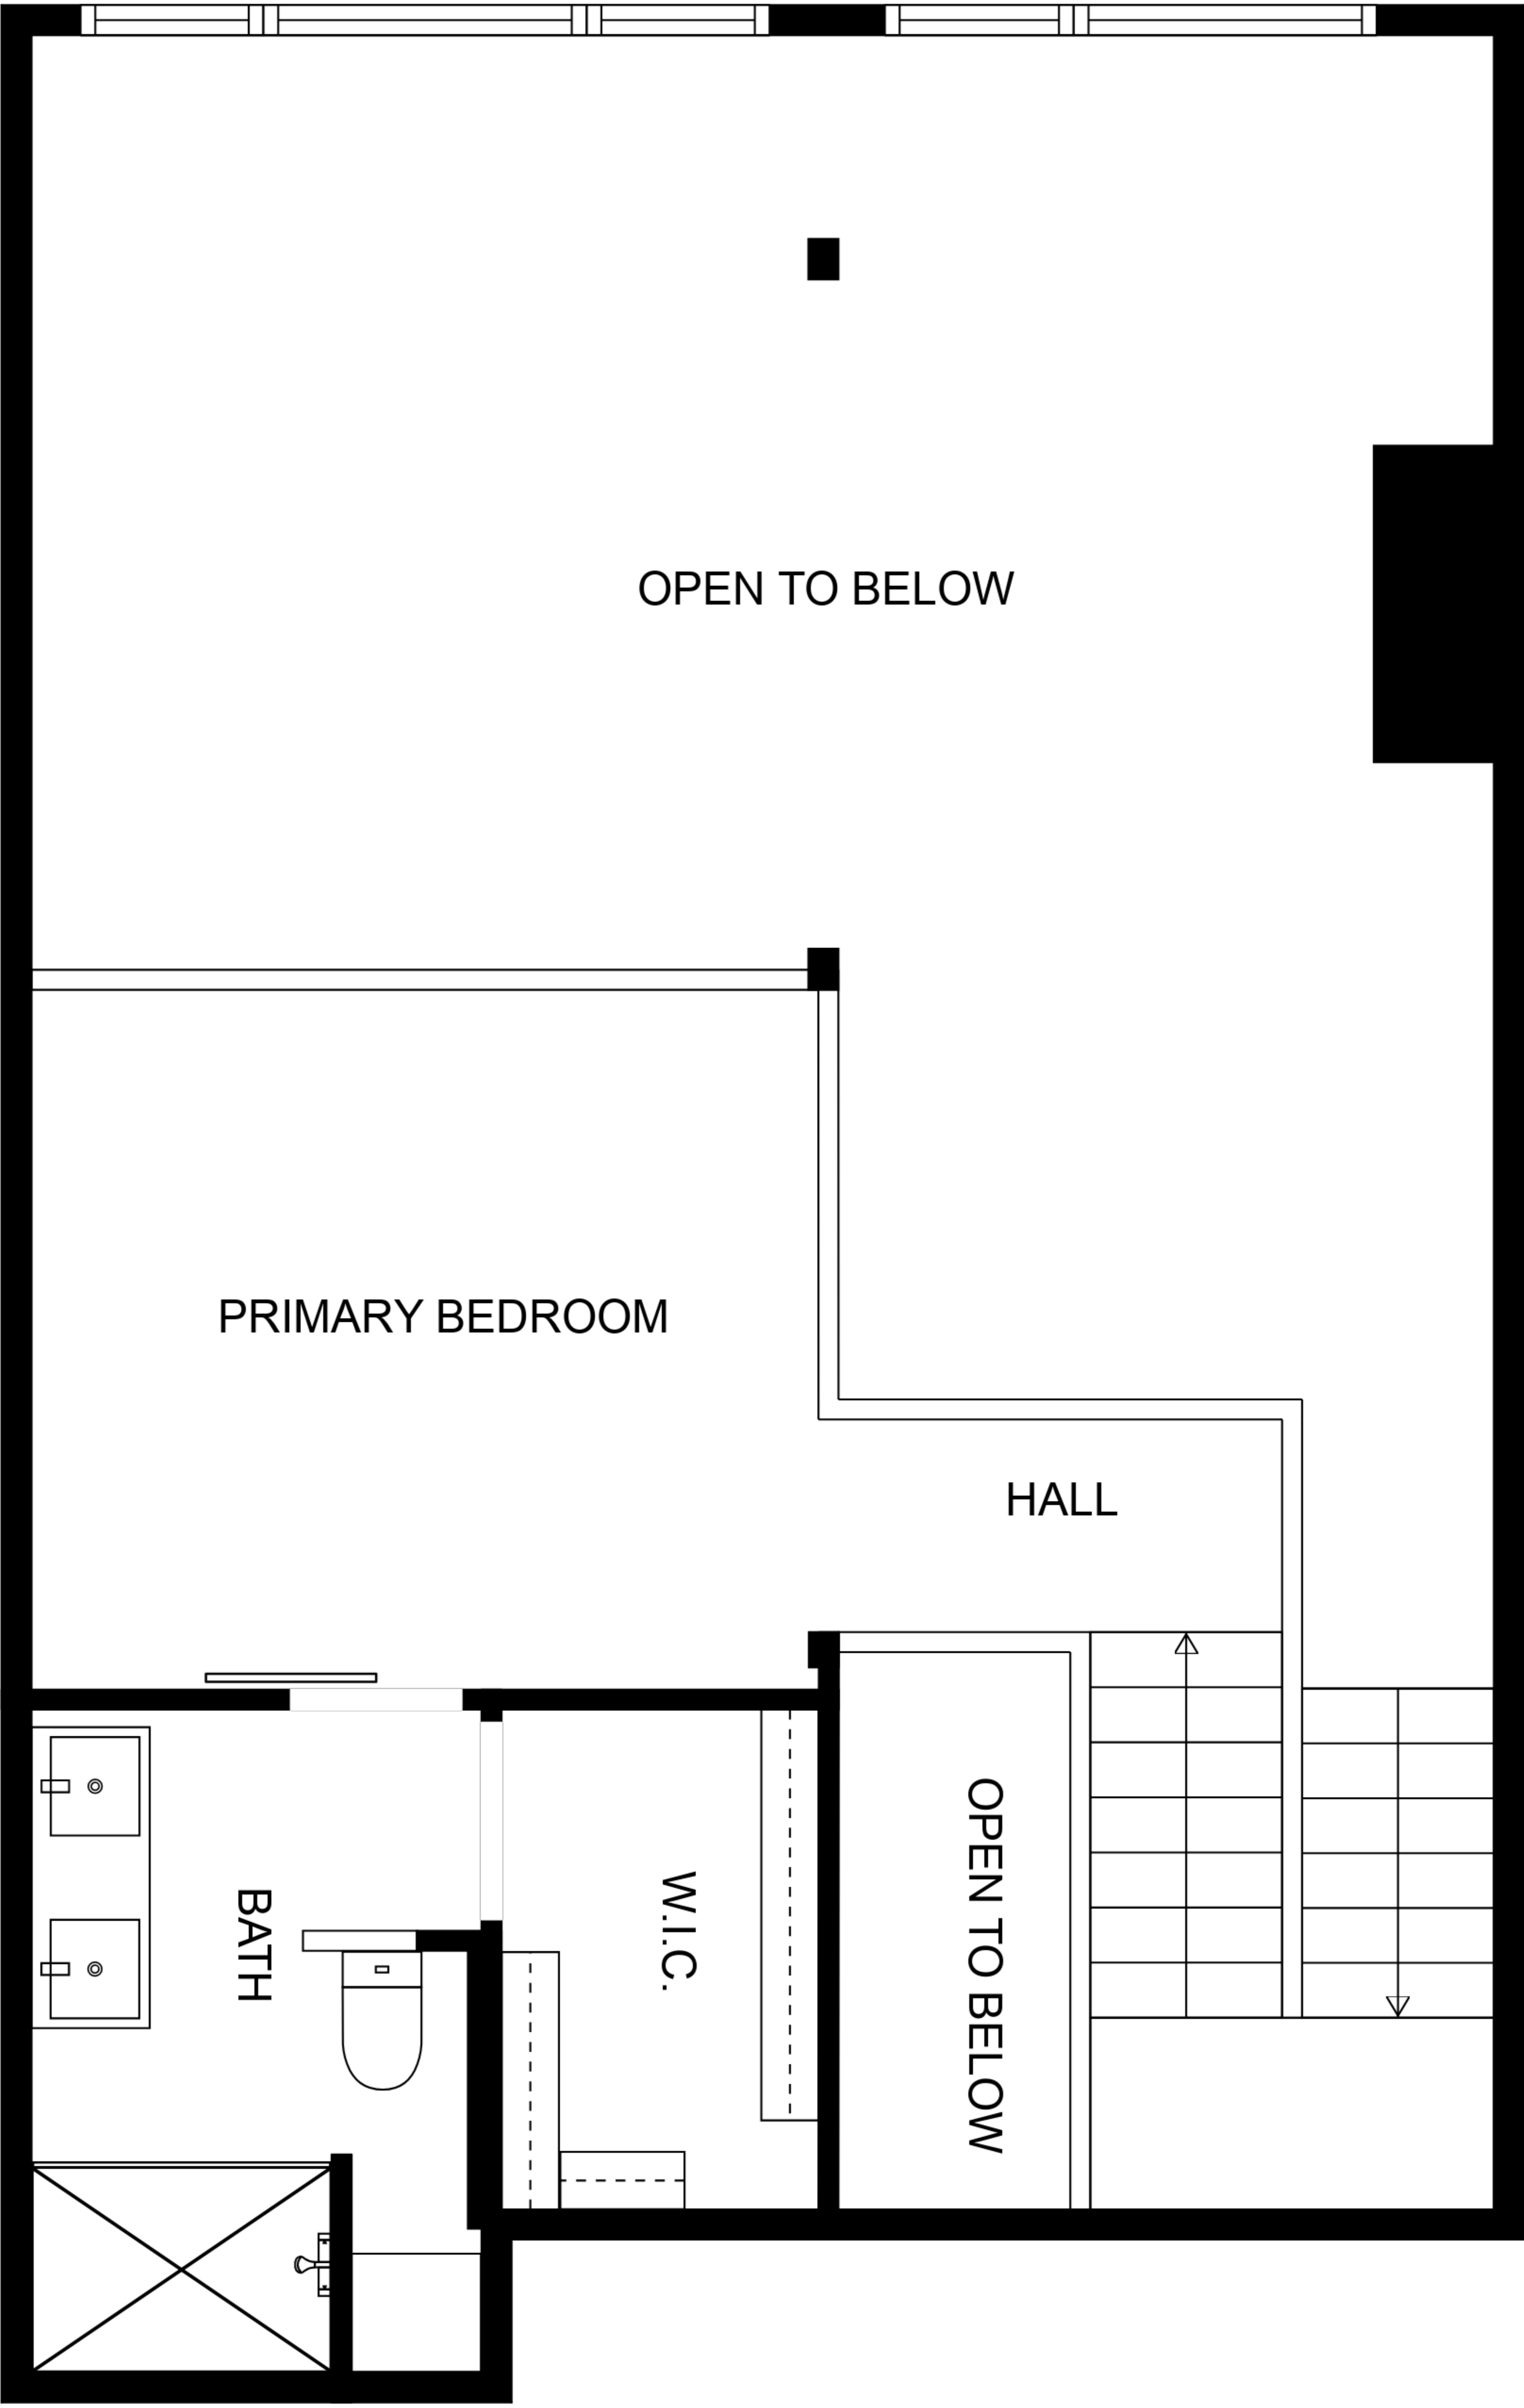 OPEN TO BELOW
PRIMARY BEDROOM
HALL
BATH
W.I.C.
OPEN TO BELOW